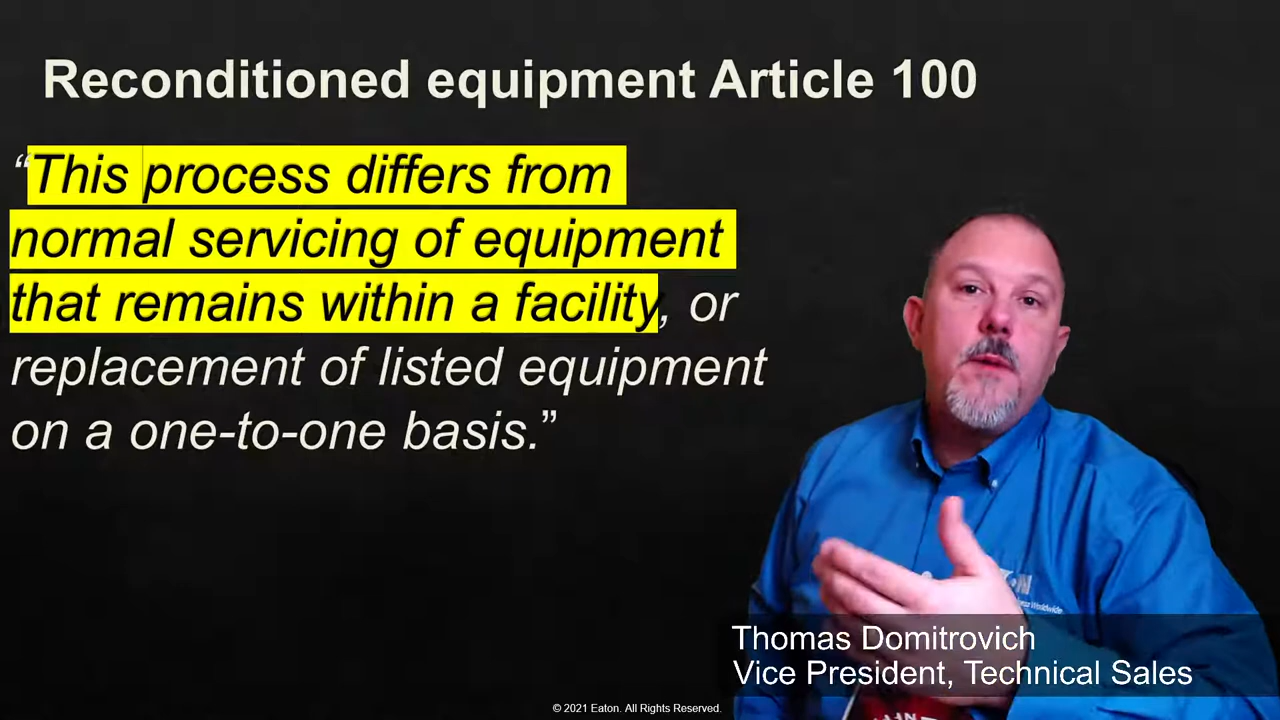 Reconditioned equipment Article 100
“This process differs from
normal servicing of equipment
that remains within a facility, or
replacement of listed equipment
on a one-to-one basis.”
Worldwide
Thomas Domitrovich
Vice President, Technical Sales
© 2021 Eaton. All Rights Reserved.